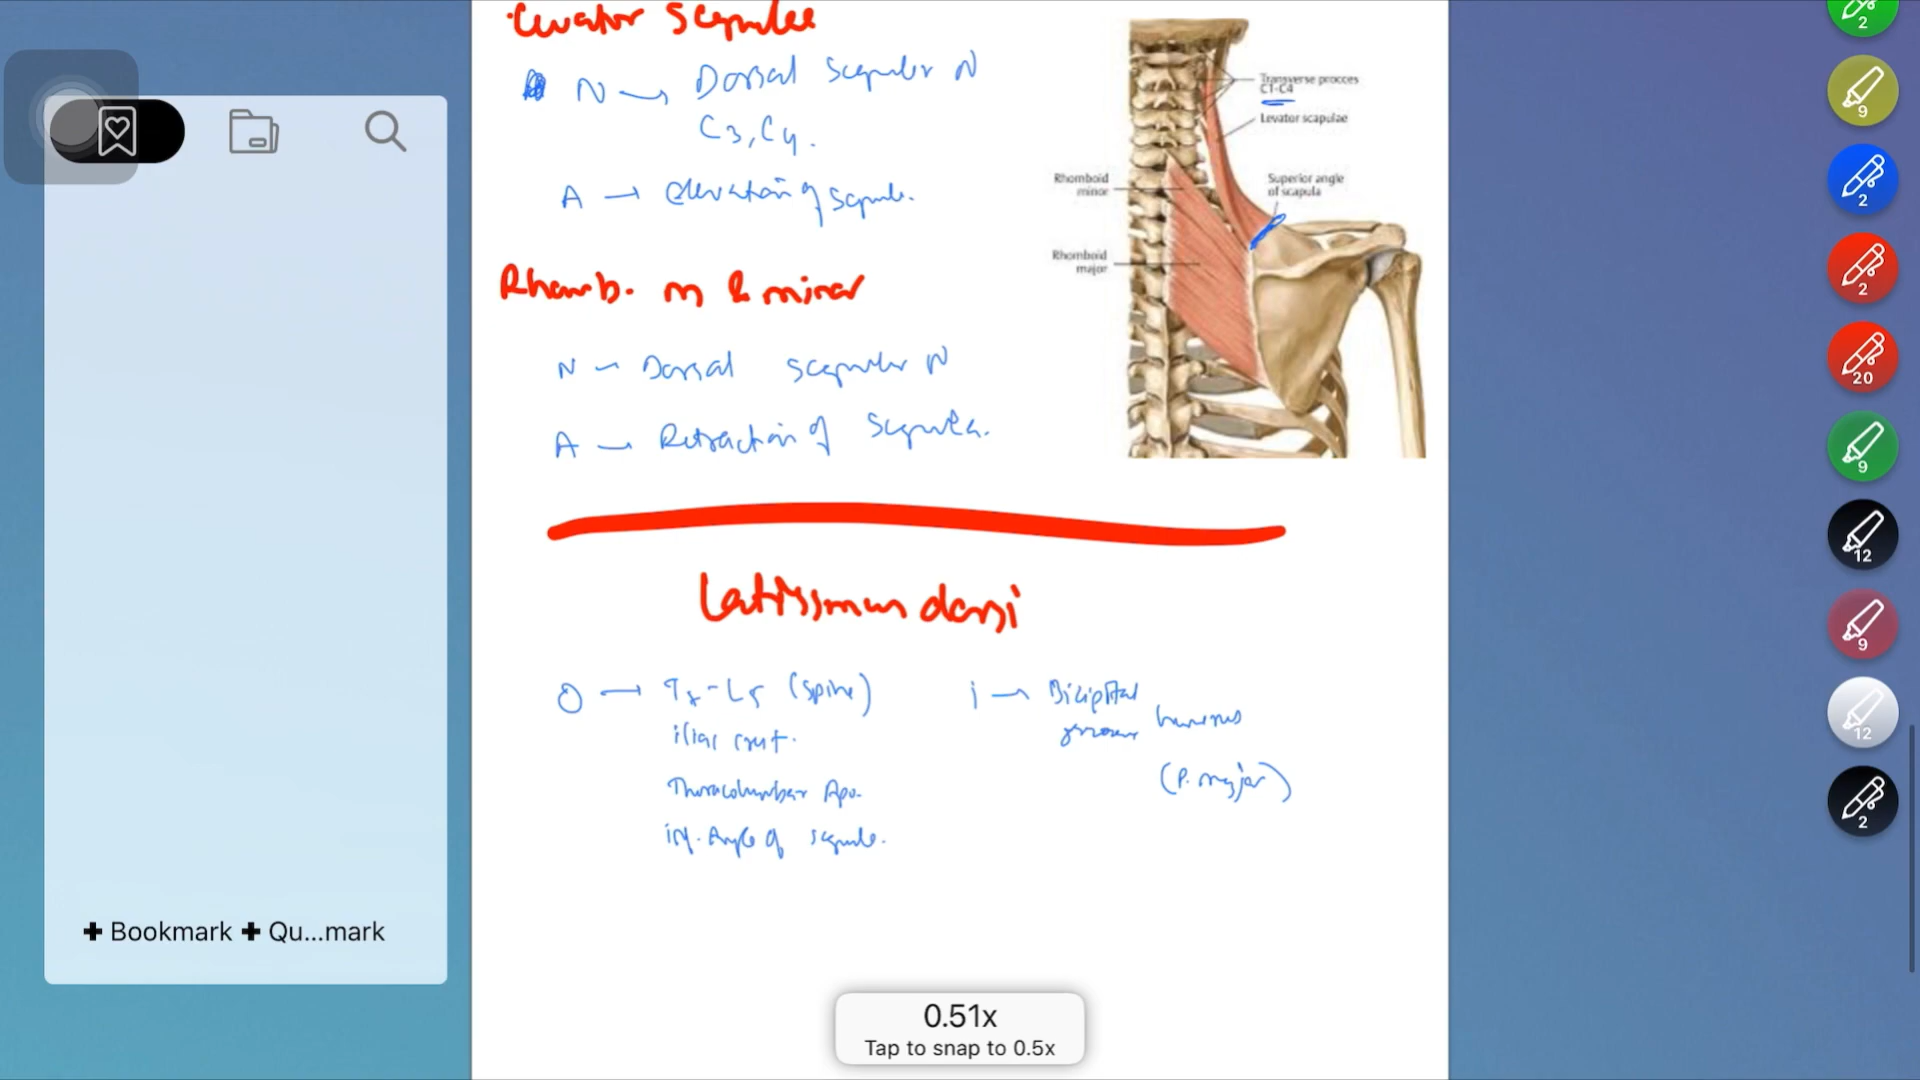 Levator Scapulae
N → Dorsal Scapular N
C3, C4.
A → elevation of Scapula.
Rhomb. m & minor
N – Dorsal Scapular N
A → Retraction of Scapula.
Transverse procces
C1-C4
Levator scapulae
Superior angle
of scapula
Rhomboid
minor
Rhomboid
major
Latissmus dorsi
O → T7 - L5 (spine)
iliac crest.
Thoracolumbar Apo.
inf. Angle of scapula.
i → Bicipital
groove humerus
(P. major)
+ Bookmark + Qu...mark
0.51x
Tap to snap to 0.5x
2
9
2
2
20
9
12
9
12
2